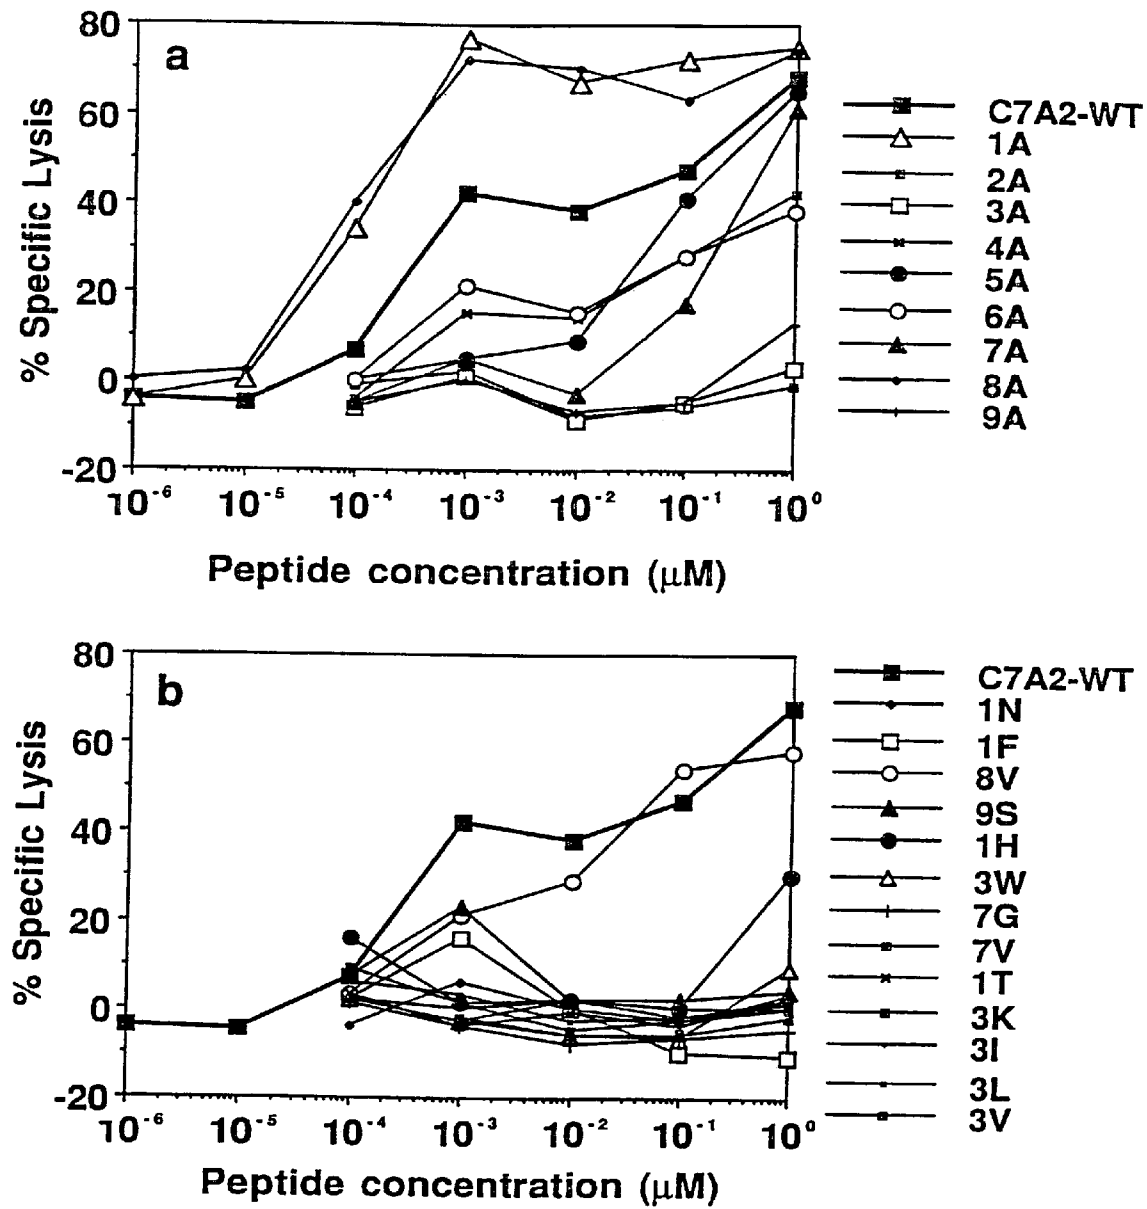 a
80
60
40
20
0
-20
% Specific Lysis
10⁻⁶ 10⁻⁵ 10⁻⁴ 10⁻³ 10⁻² 10⁻¹ 10⁰
Peptide concentration (μM)
C7A2-WT
1A
2A
3A
4A
5A
6A
7A
8A
9A
b
80
60
40
20
0
-20
% Specific Lysis
10⁻⁶ 10⁻⁵ 10⁻⁴ 10⁻³ 10⁻² 10⁻¹ 10⁰
Peptide concentration (μM)
C7A2-WT
1N
1F
8V
9S
1H
3W
7G
7V
1T
3K
3I
3L
3V